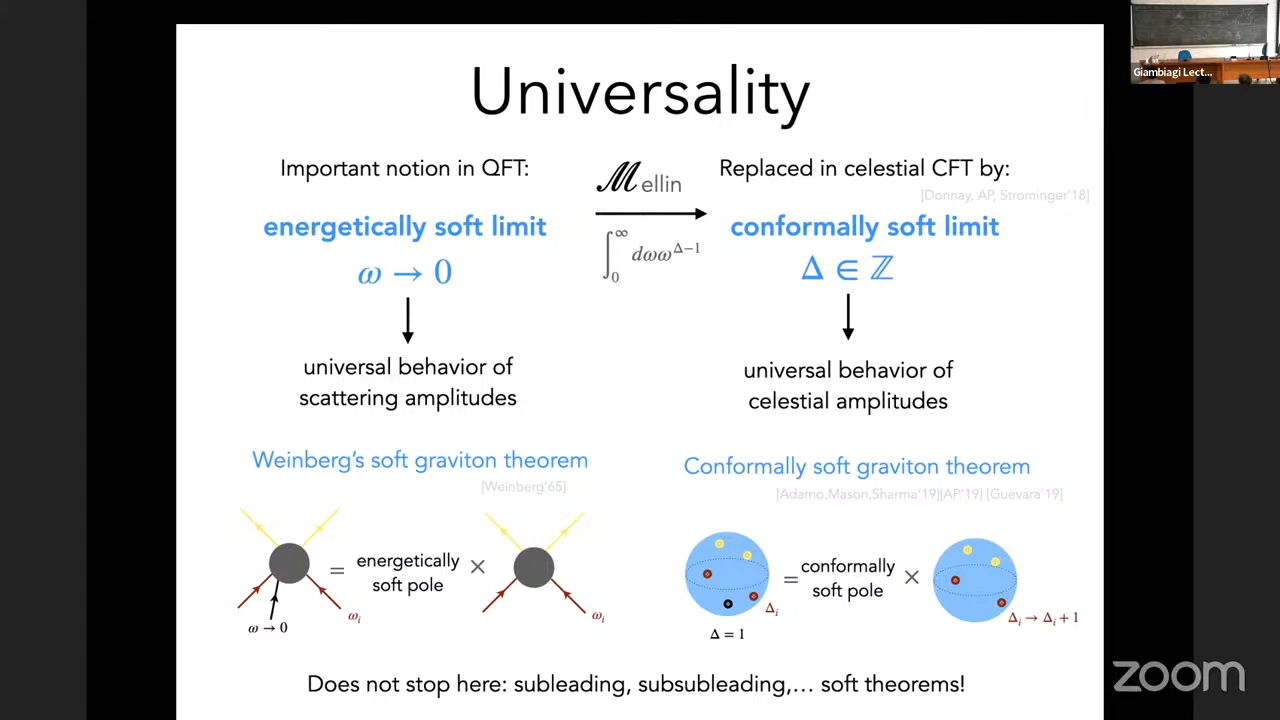 Universality
Important notion in QFT:
energetically soft limit
ω → 0
universal behavior of
scattering amplitudes
Weinberg's soft graviton theorem
[Weinberg'65]
=
energetically
soft pole
×
ω → 0
ωᵢ
ωᵢ
ℳellin
∫₀^∞ dωω^Δ−1
Replaced in celestial CFT by:
[Donnay, AP, Strominger'18]
conformally soft limit
Δ ∈ ℤ
universal behavior of
celestial amplitudes
Conformally soft graviton theorem
[Adamo,Mason,Sharma'19][AP'19] [Guevara'19]
=
conformally
soft pole
×
Δᵢ
Δ = 1
Δᵢ → Δᵢ + 1
Does not stop here: subleading, subsubleading,… soft theorems!
Giambiagi Lect...
zoom